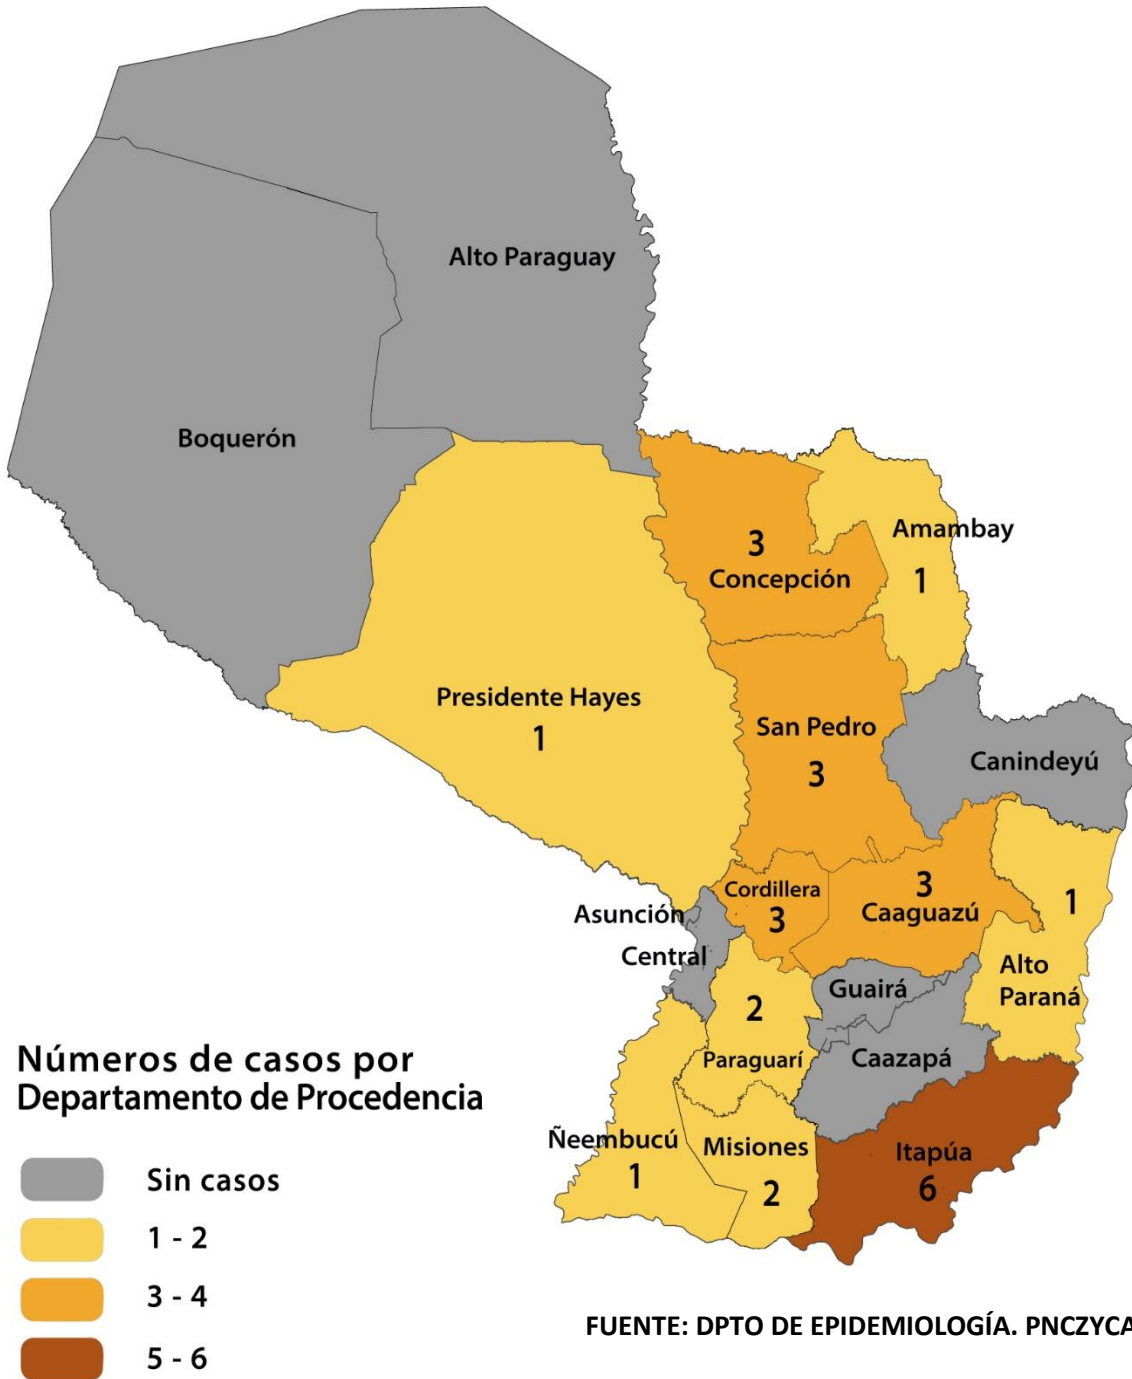 Alto Paraguay
Boquerón
Amambay
1
3
Concepción
Presidente Hayes
1
San Pedro
3
Canindeyú
Cordillera
3
3
Caaguazú
1
Alto
Paraná
Asunción
Central
Guairá
2
Paraguarí
Caazapá
Ñeembucú
1
Misiones
2
Itapúa
6
Números de casos por
Departamento de Procedencia
Sin casos
1 - 2
3 - 4
5 - 6
FUENTE: DPTO DE EPIDEMIOLOGÍA. PNCZYCA